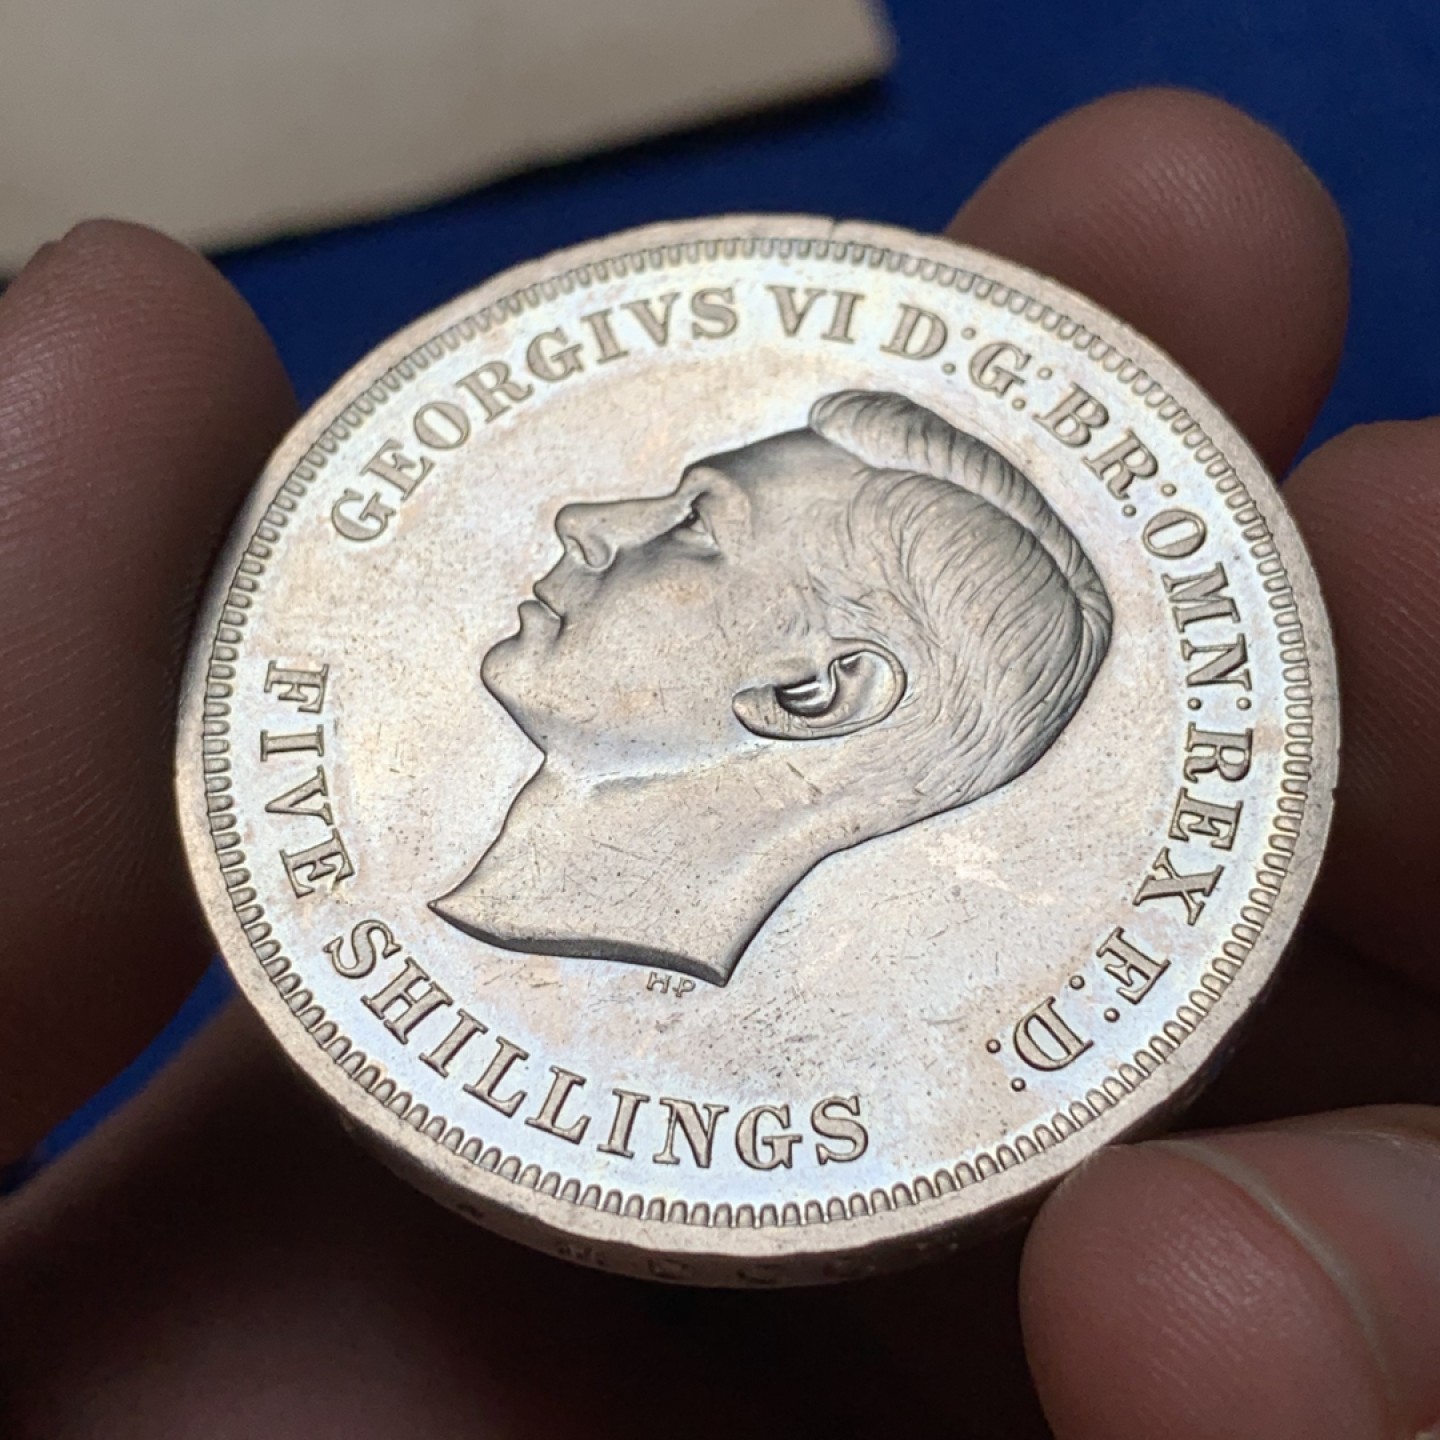 GEORGIVS VI D:G:BR:OMN:REX F:D:
FIVE SHILLINGS
HP